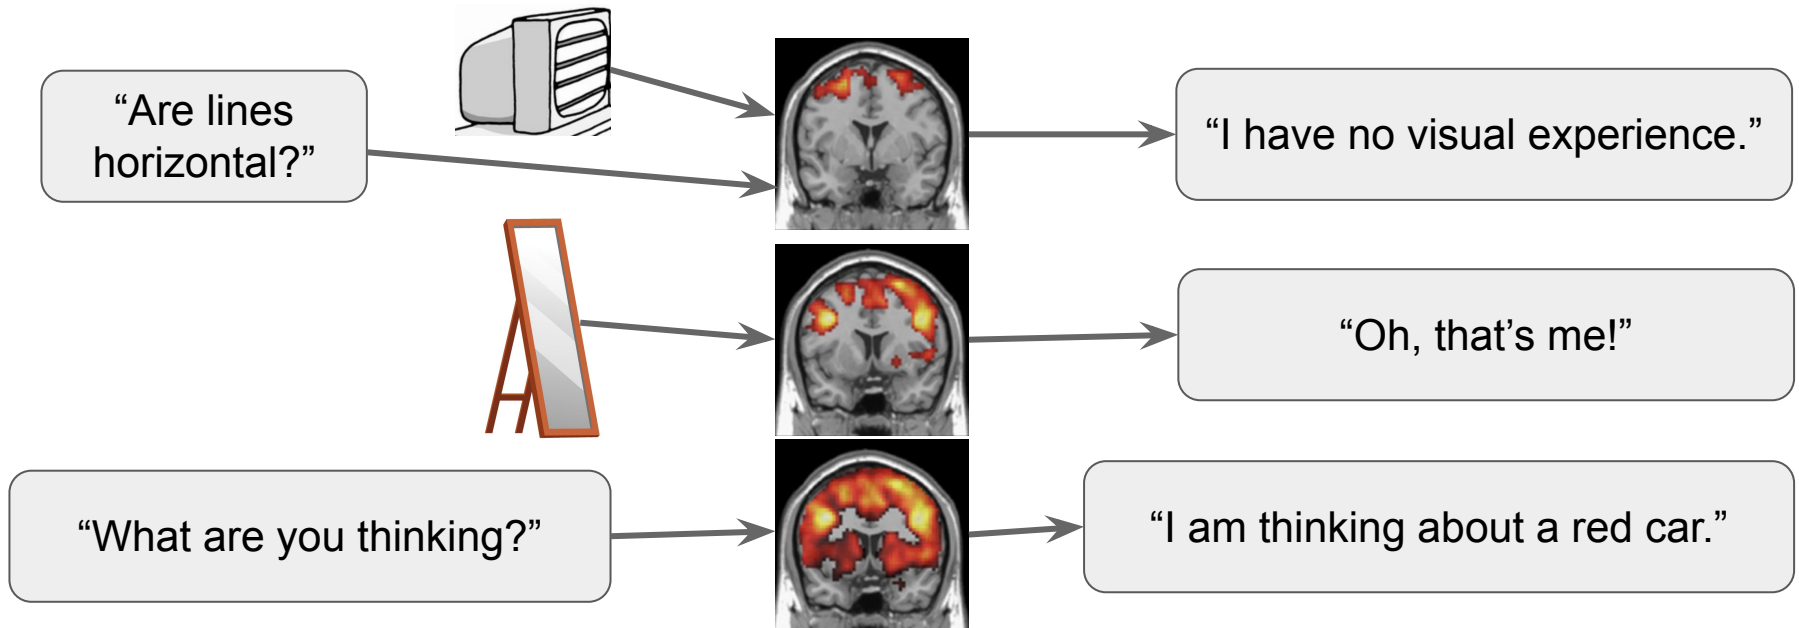 “Are lines
horizontal?”
“I have no visual experience.”
“Oh, that’s me!”
“What are you thinking?”
“I am thinking about a red car.”